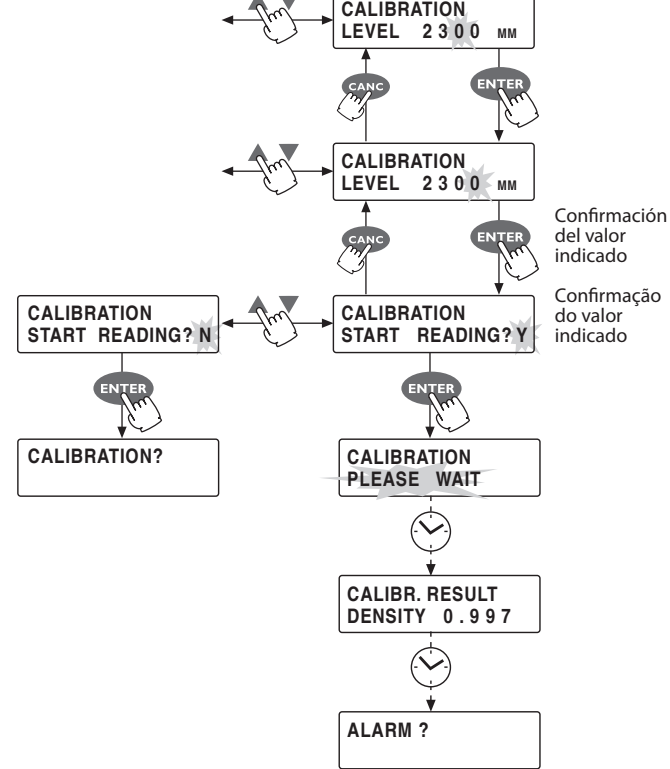 CALIBRATION
LEVEL 2300 MM
CANC
ENTER
CALIBRATION
LEVEL 2300 MM
CANC
ENTER
Confirmación
del valor
indicado
Confirmação
do valor
indicado
CALIBRATION
START READING? N
CALIBRATION
START READING? Y
ENTER
ENTER
CALIBRATION?
CALIBRATION
PLEASE WAIT
CALIBR. RESULT
DENSITY 0.997
ALARM ?